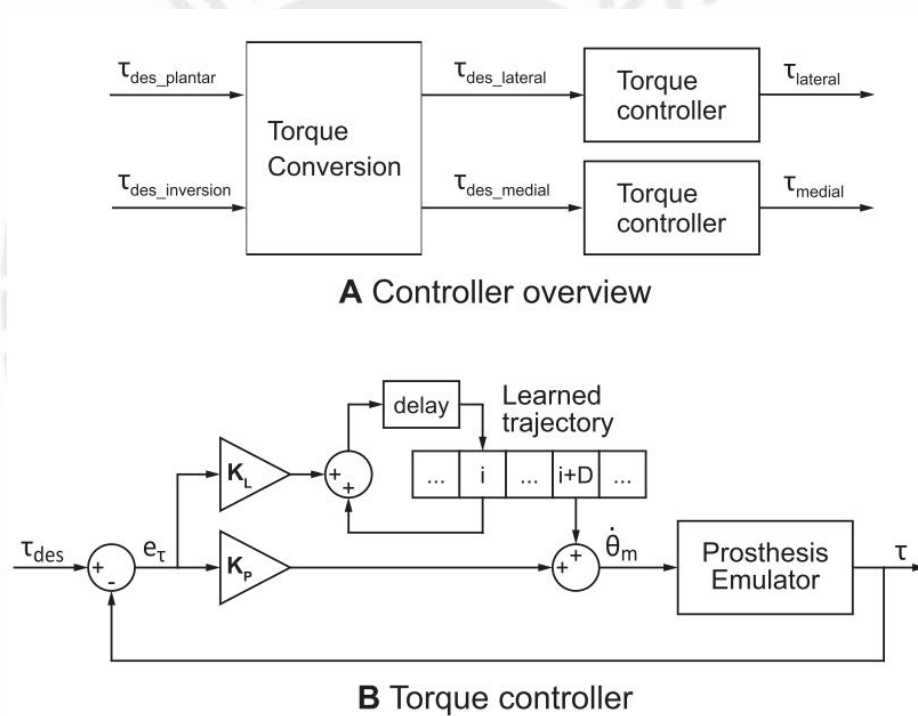 τdes_plantar
τdes_inversion
Torque
Conversion
τdes_lateral
τdes_medial
Torque
controller
Torque
controller
τlateral
τmedial
A Controller overview
delay
Learned
trajectory
... i ... i+D ...
KL
+
+
τdes
+
-
eτ
KP
+
+
θ̇m
Prosthesis
Emulator
τ
B Torque controller